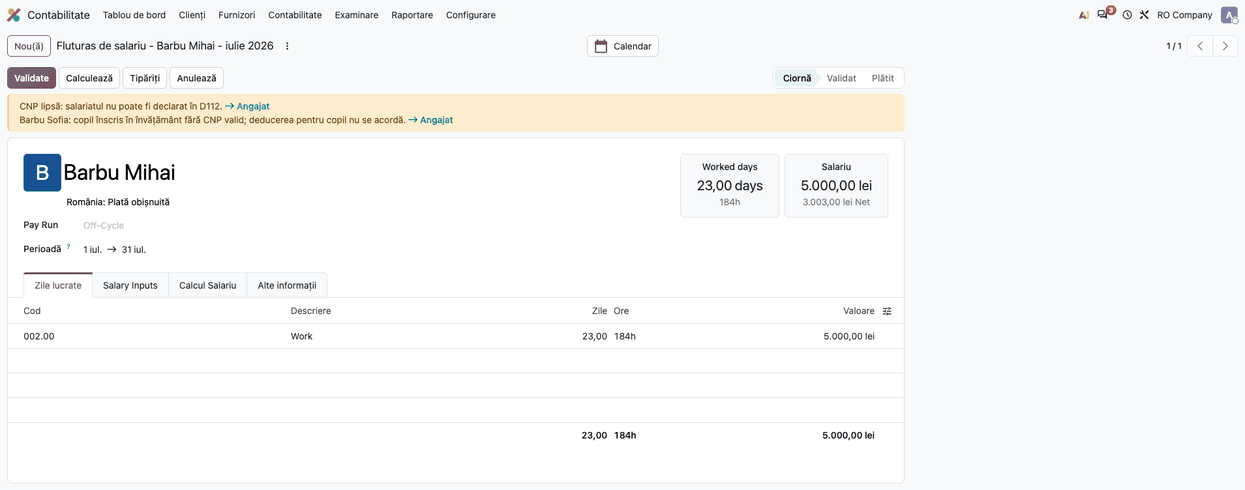 Contabilitate Tablou de bord Clienți Furnizori Contabilitate Examinare Raportare Configurare AI 3 RO Company A
Nou(ă) Fluturas de salariu - Barbu Mihai - iulie 2026 Calendar 1 / 1
Validate Calculează Tipăriți Anulează Ciornă Validat Plătit
CNP lipsă: salariatul nu poate fi declarat în D112. → Angajat
Barbu Sofia: copil înscris în învățământ fără CNP valid; deducerea pentru copil nu se acordă. → Angajat
B Barbu Mihai
România: Plată obișnuită
Worked days
23,00 days
184h
Salariu
5.000,00 lei
3.003,00 lei Net
Pay Run Off-Cycle
Perioadă ? 1 iul. → 31 iul.
Zile lucrate Salary Inputs Calcul Salariu Alte informații
Cod Descriere Zile Ore Valoare
002.00 Work 23,00 184h 5.000,00 lei
23,00 184h 5.000,00 lei